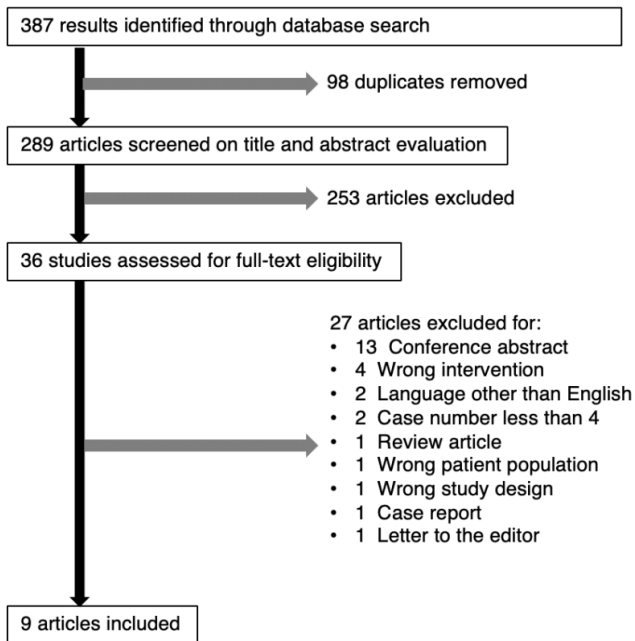 387 results identified through database search
98 duplicates removed
289 articles screened on title and abstract evaluation
253 articles excluded
36 studies assessed for full-text eligibility
27 articles excluded for:
• 13 Conference abstract
• 4 Wrong intervention
• 2 Language other than English
• 2 Case number less than 4
• 1 Review article
• 1 Wrong patient population
• 1 Wrong study design
• 1 Case report
• 1 Letter to the editor
9 articles included